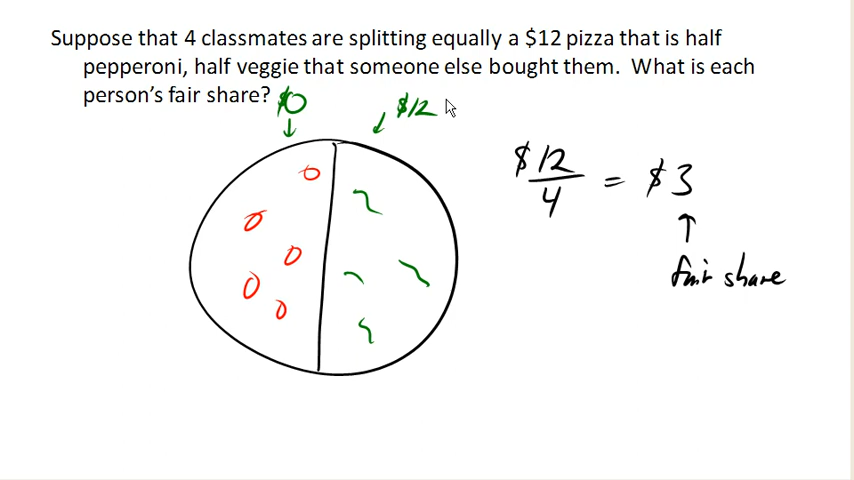 Suppose that 4 classmates are splitting equally a $12 pizza that is half
pepperoni, half veggie that someone else bought them.  What is each
person's fair share?
$0
$12
$12
4
= $3
fair share